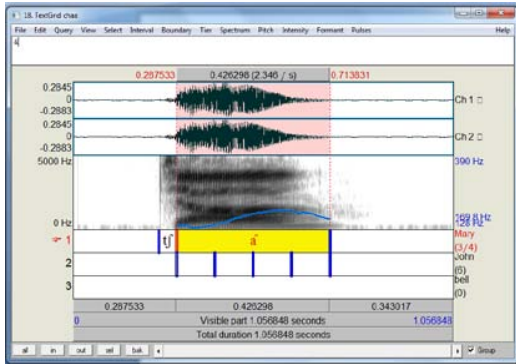 18. TextGrid chas
File Edit Query View Select Interval Boundary Tier Spectrum Pitch Intensity Formant Pulses Help
0.287533 0.426298 (2.346 / s) 0.713831
0.2845
0
-0.2883
Ch 1
0.2845
0
-0.2883
Ch 2
5000 Hz 390 Hz
0 Hz
1 tʃ Mary
(3/4)
2 John
(6)
3 bell
(0)
0.287533 0.426298 0.343017
0 Visible part 1.056848 seconds 1.056848
Total duration 1.056848 seconds
all in out sel bak Group